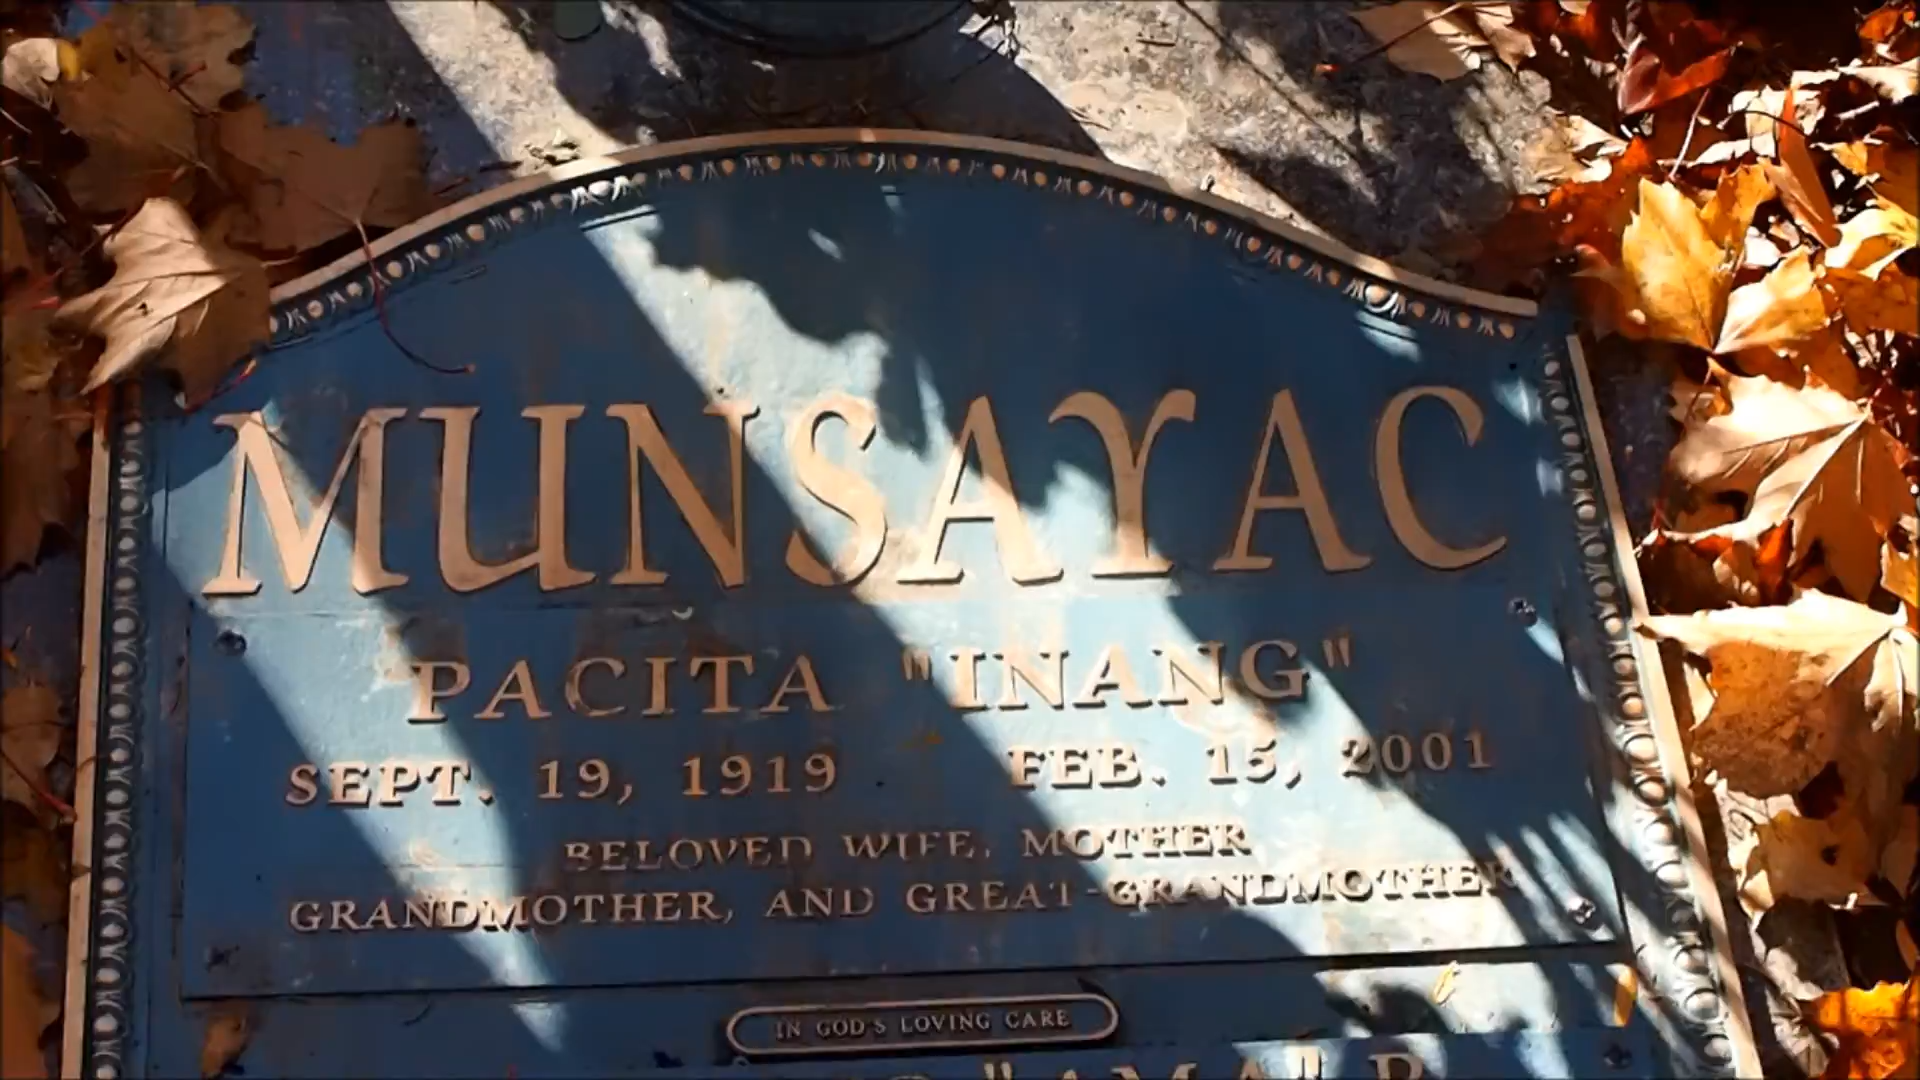 MUNSAYAC
PACITA "INANG"
SEPT. 19, 1919 FEB. 15, 2001
BELOVED WIFE, MOTHER
GRANDMOTHER, AND GREAT-GRANDMOTHER
IN GOD'S LOVING CARE
"AMA"